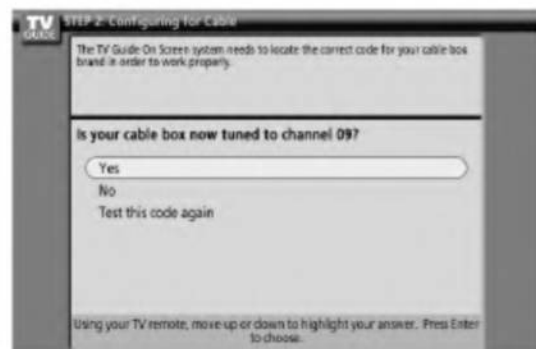 TV
GUIDE
STEP 2: Configuring for Cable
The TV Guide On Screen system needs to locate the correct code for your cable box
brand in order to work properly.
Is your cable box now tuned to channel 09?
Yes
No
Test this code again
Using your TV remote, move up or down to highlight your answer. Press Enter
to choose.